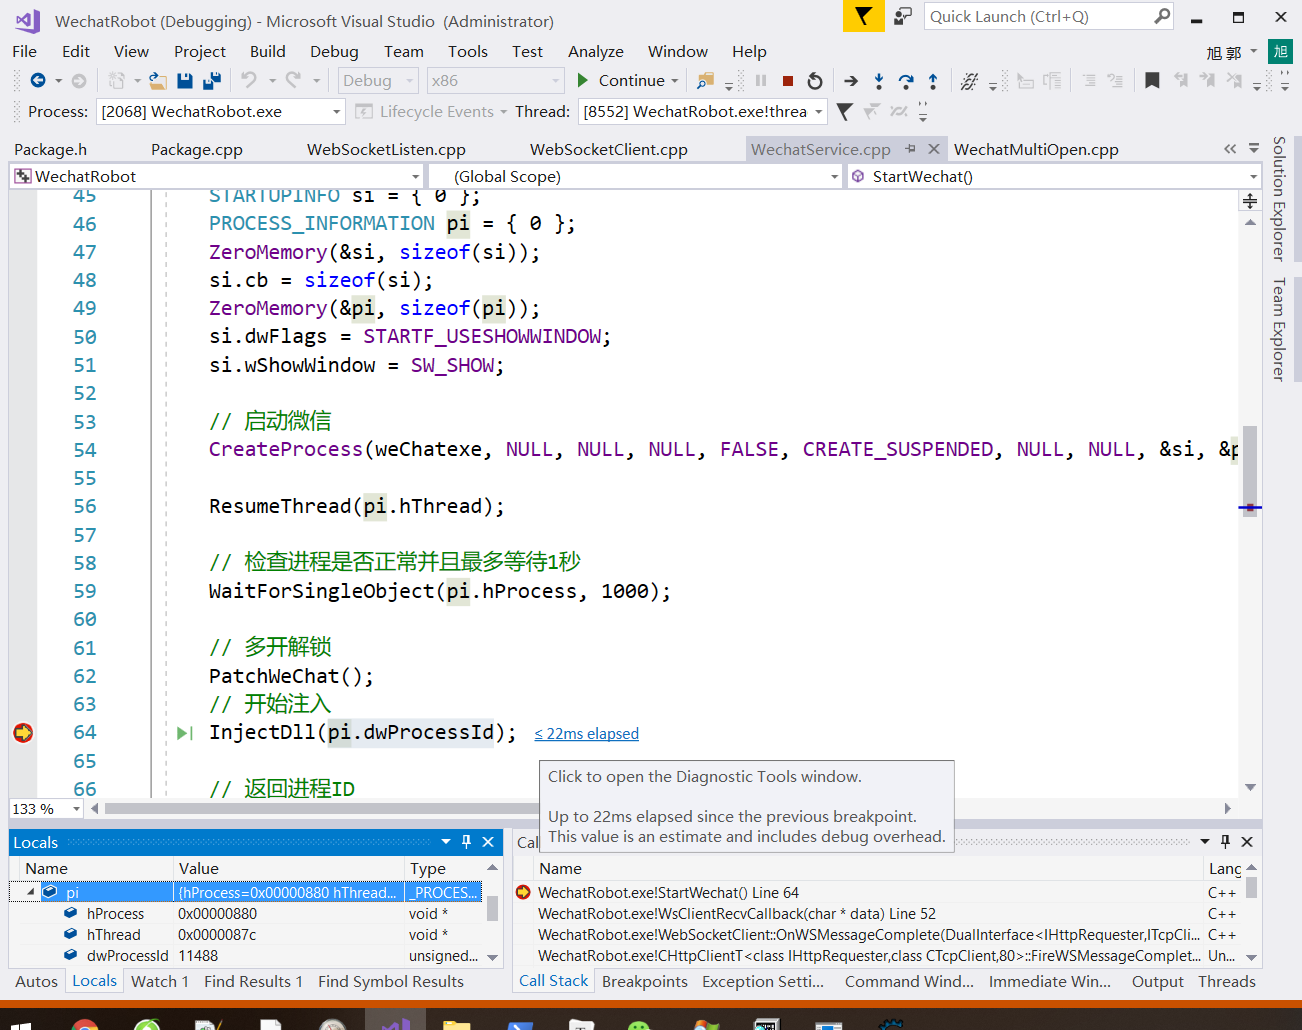 WechatRobot (Debugging) - Microsoft Visual Studio (Administrator)
Quick Launch (Ctrl+Q)
File Edit View Project Build Debug Team Tools Test Analyze Window Help
旭 郭 旭
Debug x86 Continue
Process: [2068] WechatRobot.exe Lifecycle Events Thread: [8552] WechatRobot.exe!threa
Package.h Package.cpp WebSocketListen.cpp WebSocketClient.cpp WechatService.cpp WechatMultiOpen.cpp
WechatRobot (Global Scope) StartWechat()
Solution Explorer
Team Explorer
45 STARTUPINFO si = { 0 };
46 PROCESS_INFORMATION pi = { 0 };
47 ZeroMemory(&si, sizeof(si));
48 si.cb = sizeof(si);
49 ZeroMemory(&pi, sizeof(pi));
50 si.dwFlags = STARTF_USESHOWWINDOW;
51 si.wShowWindow = SW_SHOW;
52
53 // 启动微信
54 CreateProcess(weChatexe, NULL, NULL, NULL, FALSE, CREATE_SUSPENDED, NULL, NULL, &si, &p
55
56 ResumeThread(pi.hThread);
57
58 // 检查进程是否正常并且最多等待1秒
59 WaitForSingleObject(pi.hProcess, 1000);
60
61 // 多开解锁
62 PatchWeChat();
63 // 开始注入
64 InjectDll(pi.dwProcessId); ≤ 22ms elapsed
65
66 // 返回进程ID
Click to open the Diagnostic Tools window.
Up to 22ms elapsed since the previous breakpoint.
This value is an estimate and includes debug overhead.
133 %
Locals
Name Value Type
pi {hProcess=0x00000880 hThread... _PROCES...
hProcess 0x00000880 void *
hThread 0x0000087c void *
dwProcessId 11488 unsigned...
Autos Locals Watch 1 Find Results 1 Find Symbol Results
Cal
Name Lang
WechatRobot.exe!StartWechat() Line 64 C++
WechatRobot.exe!WsClientRecvCallback(char * data) Line 52 C++
WechatRobot.exe!WebSocketClient::OnWSMessageComplete(DualInterface<IHttpRequester,ITcpCli... C++
WechatRobot.exe!CHttpClientT<class IHttpRequester,class CTcpClient,80>::FireWSMessageComplet... Un...
Call Stack Breakpoints Exception Setti... Command Wind... Immediate Win... Output Threads